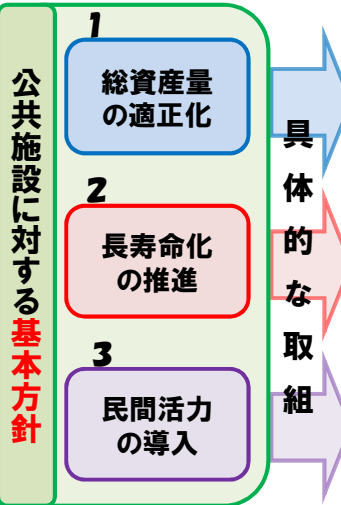 公共施設に対する基本方針
1
総資産量
の適正化
2
長寿命化
の推進
3
民間活力
の導入
具体的な取組